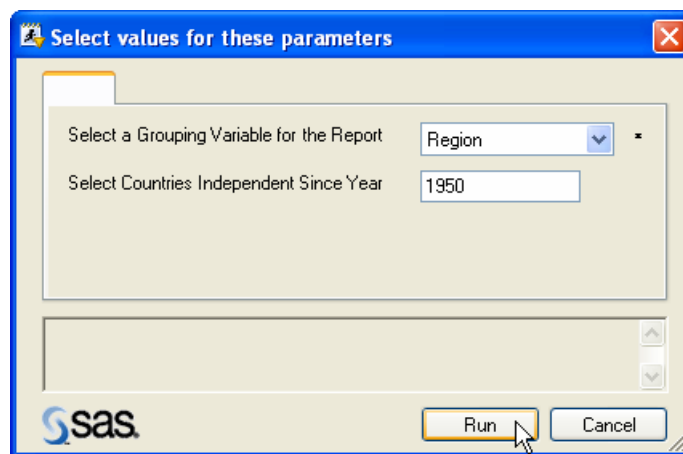 Select values for these parameters
Select a Grouping Variable for the Report Region *
Select Countries Independent Since Year 1950
sas.
Run Cancel